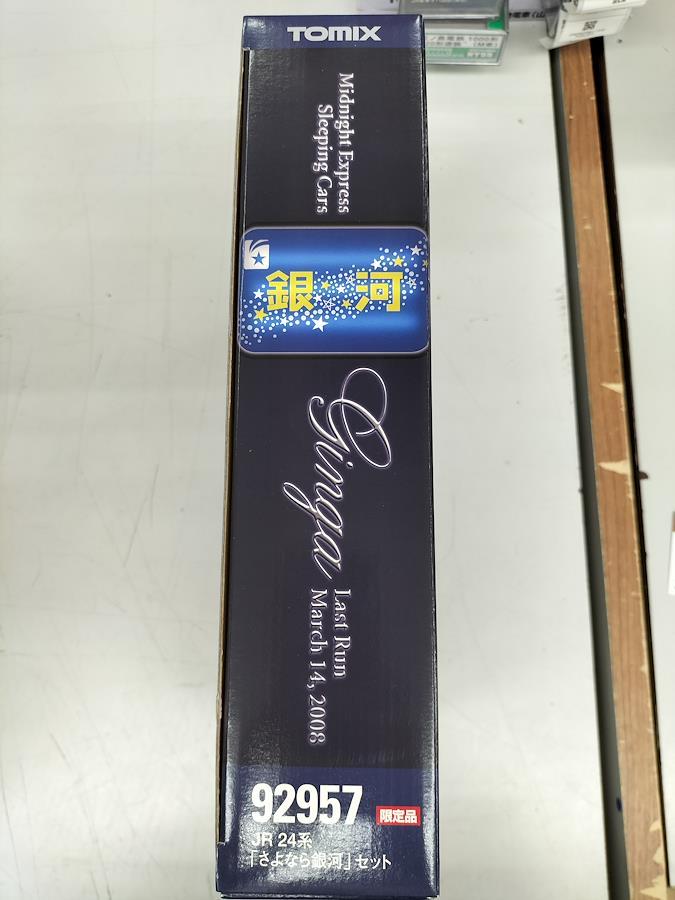 TOMIX
Midnight Express
Sleeping Cars
銀河
Ginga
Last Run
March 14, 2008
92957
限定品
JR 24系
「さよなら銀河」セット